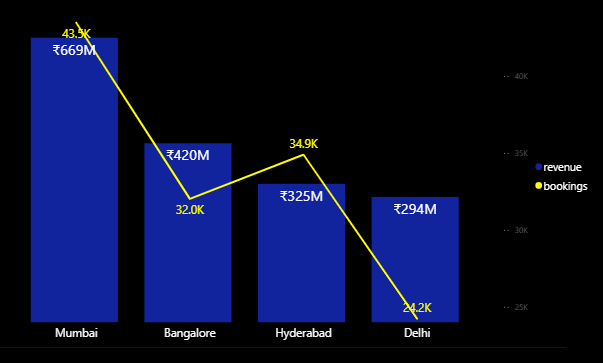 43.5K
₹669M
₹420M
32.0K
34.9K
₹325M
₹294M
24.2K
40K
35K
30K
25K
revenue
bookings
Mumbai
Bangalore
Hyderabad
Delhi